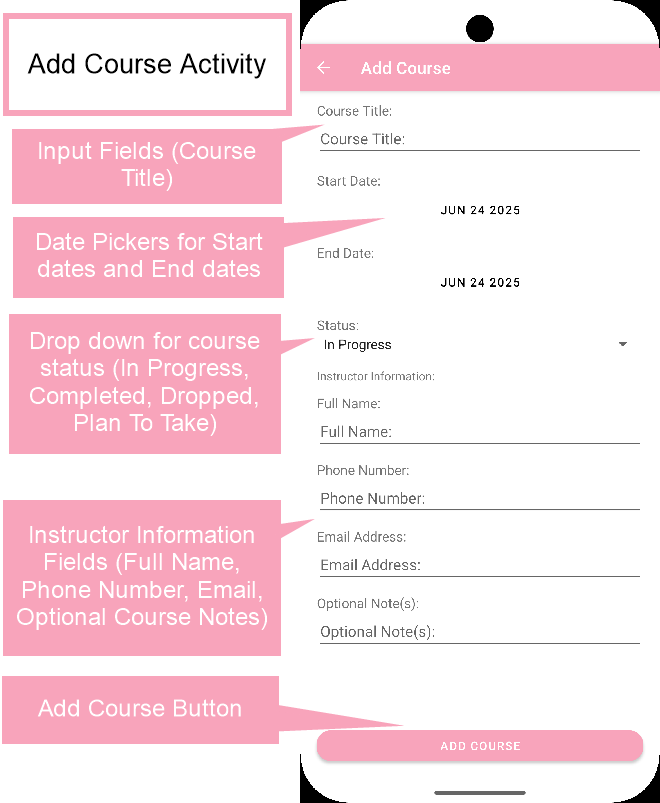 Add Course Activity
Input Fields (Course
Title)
Date Pickers for Start
dates and End dates
Drop down for course
status (In Progress,
Completed, Dropped,
Plan To Take)
Instructor Information
Fields (Full Name,
Phone Number, Email,
Optional Course Notes)
Add Course Button
Add Course
Course Title:
Course Title:
Start Date:
JUN 24 2025
End Date:
JUN 24 2025
Status:
In Progress
Instructor Information:
Full Name:
Full Name:
Phone Number:
Phone Number:
Email Address:
Email Address:
Optional Note(s):
Optional Note(s):
ADD COURSE